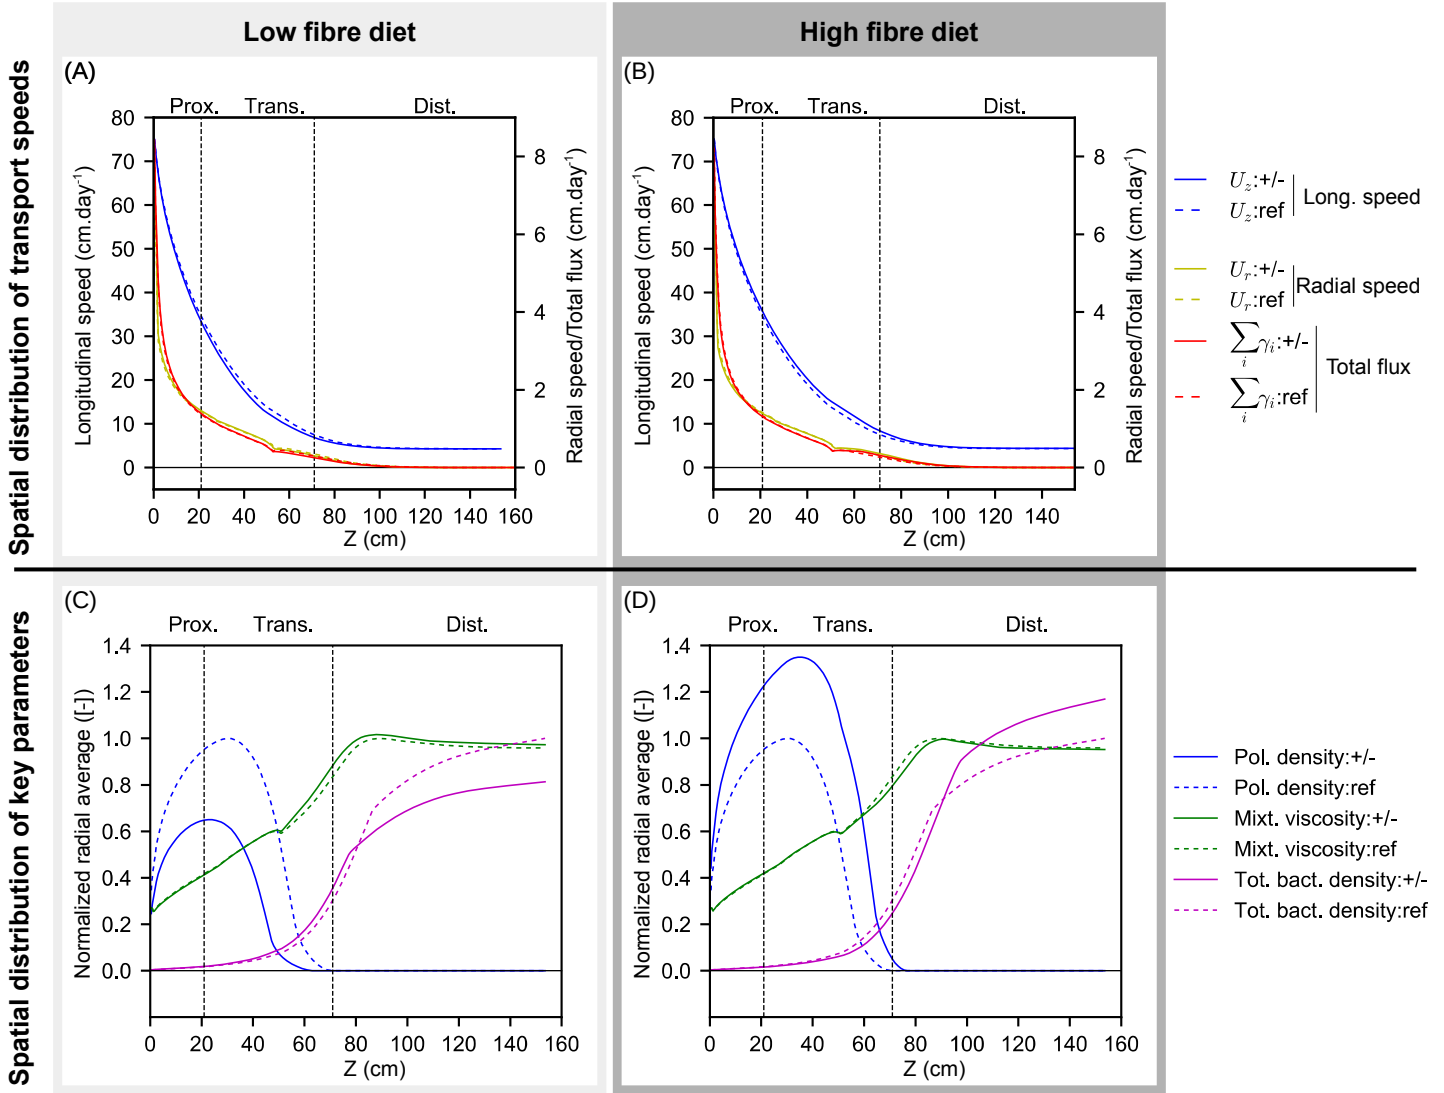 Low fibre diet
High fibre diet
Spatial distribution of transport speeds
(A)
Prox.
Trans.
Dist.
80
70
60
50
40
30
20
10
0
Longitudinal speed (cm.day⁻¹)
8
6
4
2
0
Radial speed/Total flux (cm.day⁻¹)
0 20 40 60 80 100 120 140 160
Z (cm)
(B)
Prox.
Trans.
Dist.
80
70
60
50
40
30
20
10
0
Longitudinal speed (cm.day⁻¹)
8
6
4
2
0
Radial speed/Total flux (cm.day⁻¹)
0 20 40 60 80 100 120 140
Z (cm)
U_z:+/-
U_z:ref
Long. speed
U_r:+/-
U_r:ref
Radial speed
∑_i γ_i:+/-
∑_i γ_i:ref
Total flux
Spatial distribution of key parameters
(C)
Prox.
Trans.
Dist.
1.4
1.2
1.0
0.8
0.6
0.4
0.2
0.0
Normalized radial average ([-])
0 20 40 60 80 100 120 140 160
Z (cm)
(D)
Prox.
Trans.
Dist.
1.4
1.2
1.0
0.8
0.6
0.4
0.2
0.0
Normalized radial average ([-])
0 20 40 60 80 100 120 140 160
Z (cm)
Pol. density:+/-
Pol. density:ref
Mixt. viscosity:+/-
Mixt. viscosity:ref
Tot. bact. density:+/-
Tot. bact. density:ref